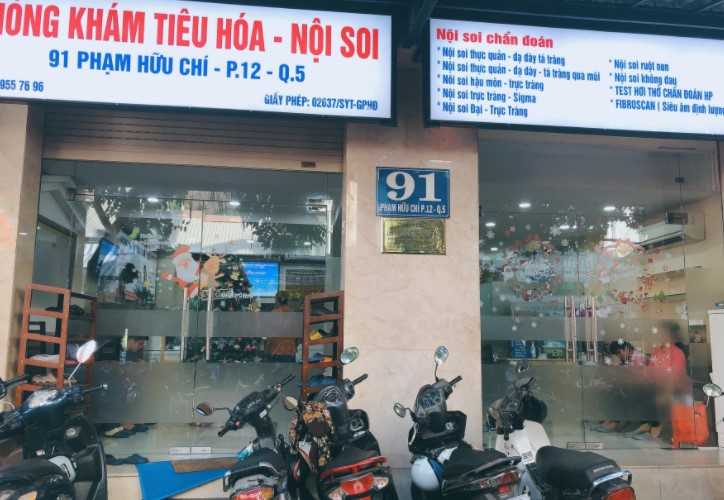 PHÒNG KHÁM TIÊU HÓA - NỘI SOI
91 PHẠM HỮU CHÍ - P.12 - Q.5
955 76 96
GIẤY PHÉP: 02637/SYT-GPHĐ
Nội soi chẩn đoán
* Nội soi thực quản - dạ dày tá tràng
* Nội soi thực quản - dạ dày - tá tràng qua mũi
* Nội soi hậu môn - trực tràng
* Nội soi trực tràng - Sigma
* Nội soi Đại - Trực Tràng
* Nội soi ruột non
* Nội soi không đau
* TEST HƠI THỞ CHẨN ĐOÁN HP
* FIBROSCAN ( Siêu âm định lượng
91
PHẠM HỮU CHÍ P.12 - Q.5